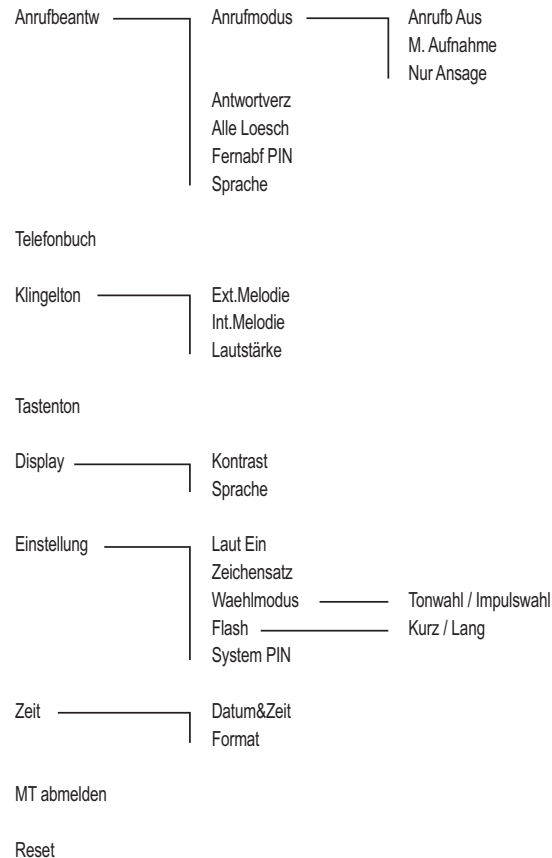 Anrufbeantw Anrufmodus Anrufb Aus
M. Aufnahme
Nur Ansage
Antwortverz
Alle Loesch
Fernabf PIN
Sprache
Telefonbuch
Klingelton Ext.Melodie
Int.Melodie
Lautstärke
Tastenton
Display Kontrast
Sprache
Einstellung Laut Ein
Zeichensatz
Waehlmodus Tonwahl / Impulswahl
Flash Kurz / Lang
System PIN
Zeit Datum&Zeit
Format
MT abmelden
Reset